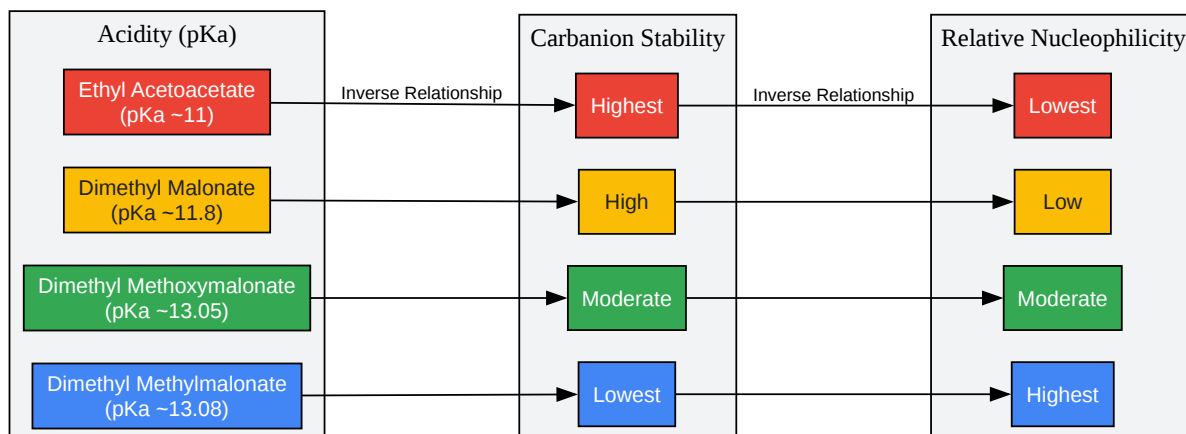 Acidity (pKa)
Carbanion Stability
Relative Nucleophilicity
Ethyl Acetoacetate
(pKa ~11)
Inverse Relationship
Highest
Inverse Relationship
Lowest
Dimethyl Malonate
(pKa ~11.8)
High
Low
Dimethyl Methoxymalonate
(pKa ~13.05)
Moderate
Moderate
Dimethyl Methylmalonate
(pKa ~13.08)
Lowest
Highest